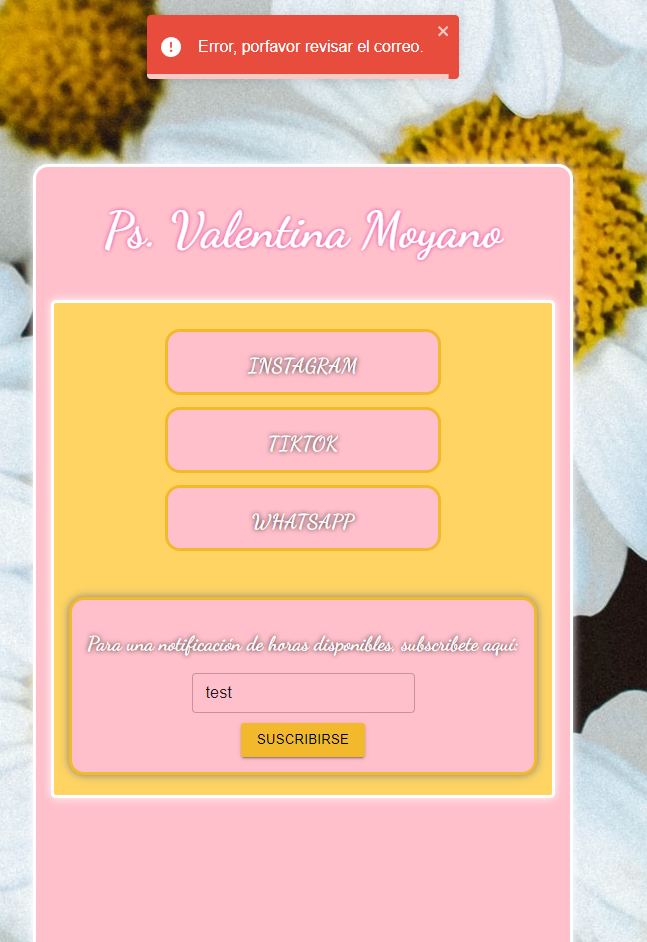 Error, porfavor revisar el correo.
Ps. Valentina Moyano
INSTAGRAM
TIKTOK
WHATSAPP
Para una notificación de horas disponibles, subscribete aquí:
test
SUSCRIBIRSE